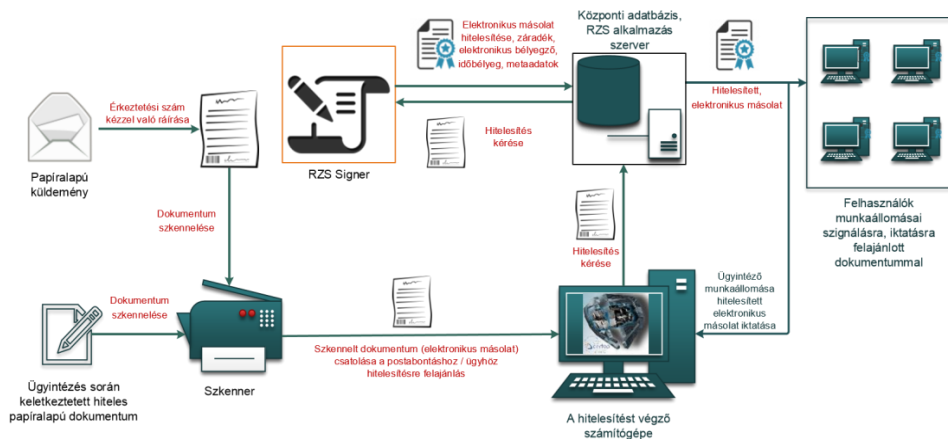 Elektronikus másolat
hitelesítése, záradék,
elektronikus bélyegző,
időbélyeg, metaadatok
Központi adatbázis,
RZS alkalmazás
szerver
Érkeztetési szám
kézzel való ráírása
Hitelesített,
elektronikus másolat
Hitelesítés
kérése
Papíralapú
küldemény
RZS Signer
Felhasználók
munkaállomásai
szignálásra, iktatásra
felajánlott
dokumentummal
Dokumentum
szkennelése
Hitelesítés
kérése
Ügyintéző
munkaállomása
hitelesített
elektronikus
másolat iktatása
Dokumentum
szkennelése
Szkennelt dokumentum (elektronikus másolat)
csatolása a postabontáshoz / ügyhöz
hitelesítésre felajánlás
Szkenner
Ügyintézés során
keletkeztetett hiteles
papíralapú dokumentum
A hitelesítést végző
számítógépe